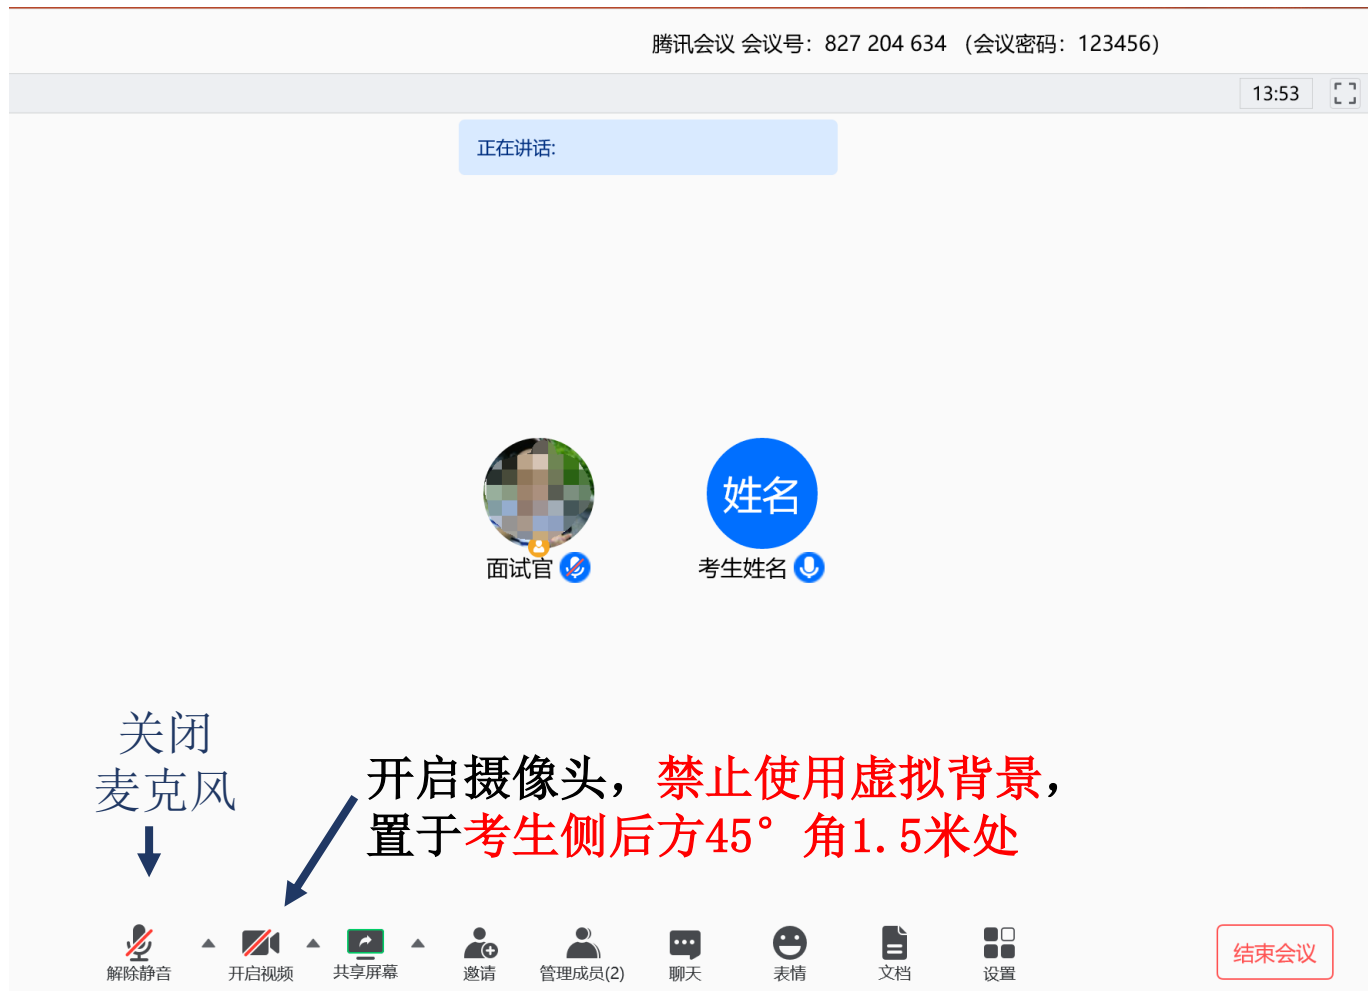 腾讯会议 会议号：827 204 634 （会议密码：123456）
13:53
正在讲话:
姓名
面试官
考生姓名
关闭
麦克风
开启摄像头，禁止使用虚拟背景，
置于考生侧后方45°角1.5米处
解除静音
开启视频
共享屏幕
邀请
管理成员(2)
聊天
表情
文档
设置
结束会议